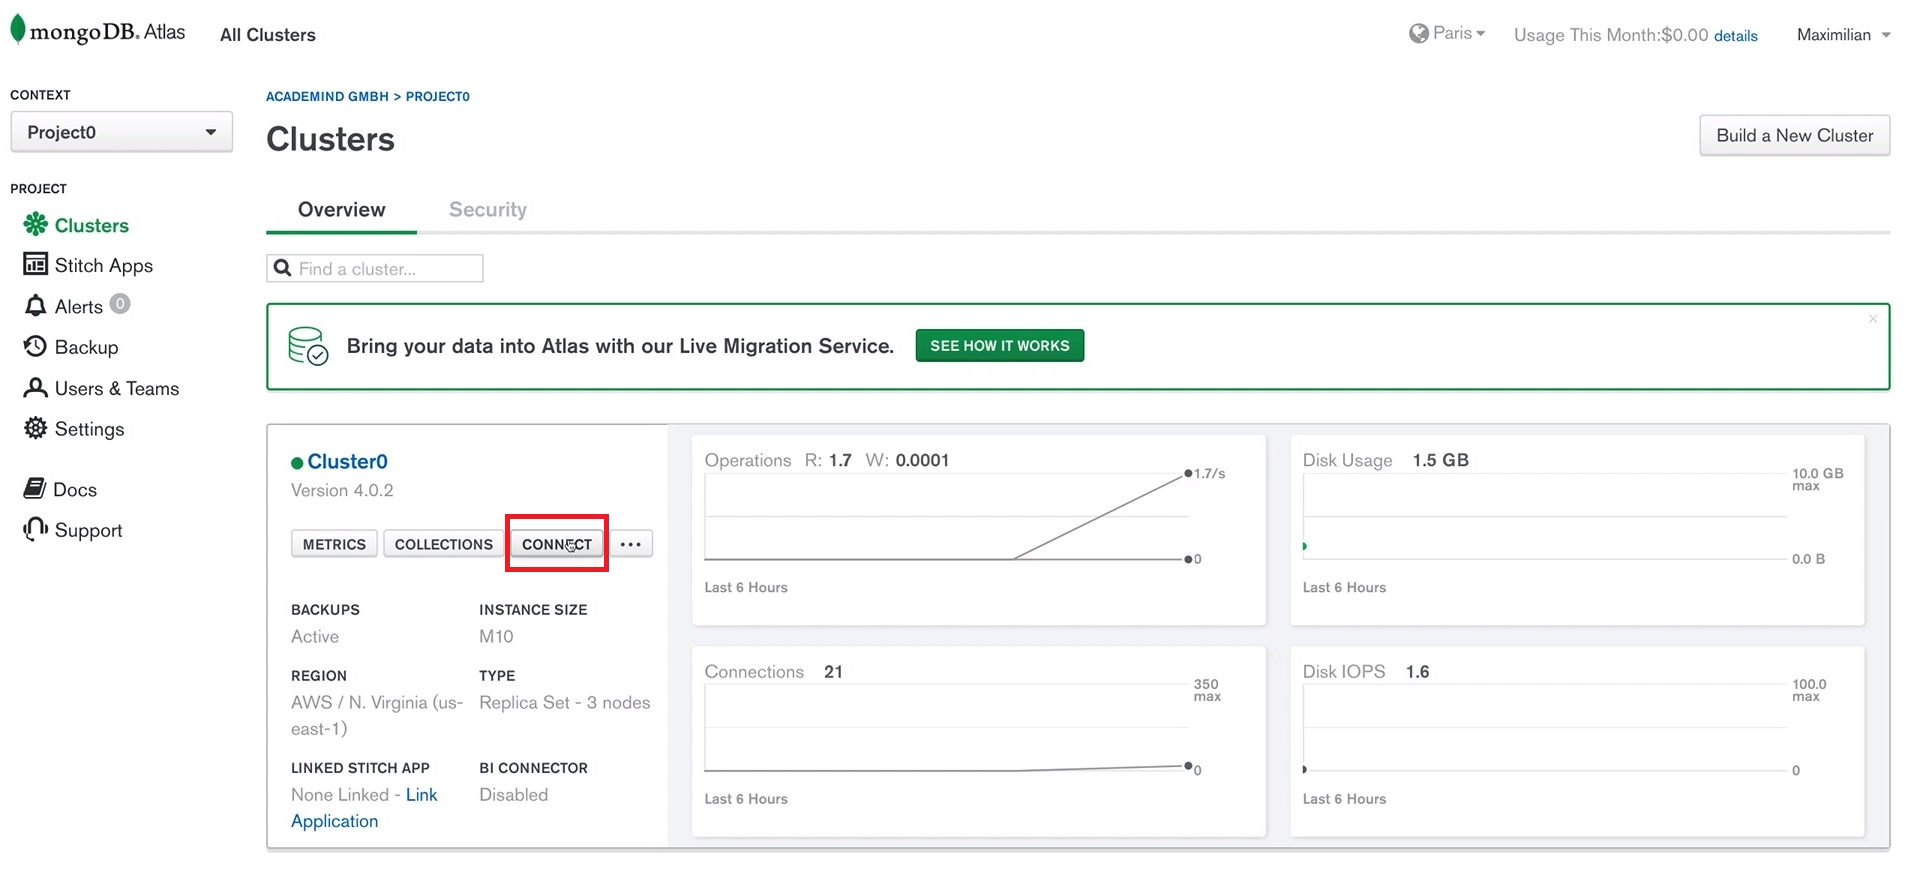 mongoDB. Atlas
All Clusters
Paris
Usage This Month:$0.00 details
Maximilian
CONTEXT
Project0
PROJECT
Clusters
Stitch Apps
Alerts 0
Backup
Users & Teams
Settings
Docs
Support
ACADEMIND GMBH > PROJECT0
Clusters
Build a New Cluster
Overview
Security
Find a cluster...
Bring your data into Atlas with our Live Migration Service.
SEE HOW IT WORKS
Cluster0
Version 4.0.2
METRICS
COLLECTIONS
CONNECT
...
BACKUPS
Active
INSTANCE SIZE
M10
REGION
AWS / N. Virginia (us-
east-1)
TYPE
Replica Set - 3 nodes
LINKED STITCH APP
None Linked - Link
Application
BI CONNECTOR
Disabled
Operations R: 1.7 W: 0.0001
1.7/s
0
Last 6 Hours
Disk Usage 1.5 GB
10.0 GB
max
0.0 B
Last 6 Hours
Connections 21
350
max
0
Last 6 Hours
Disk IOPS 1.6
100.0
max
0
Last 6 Hours